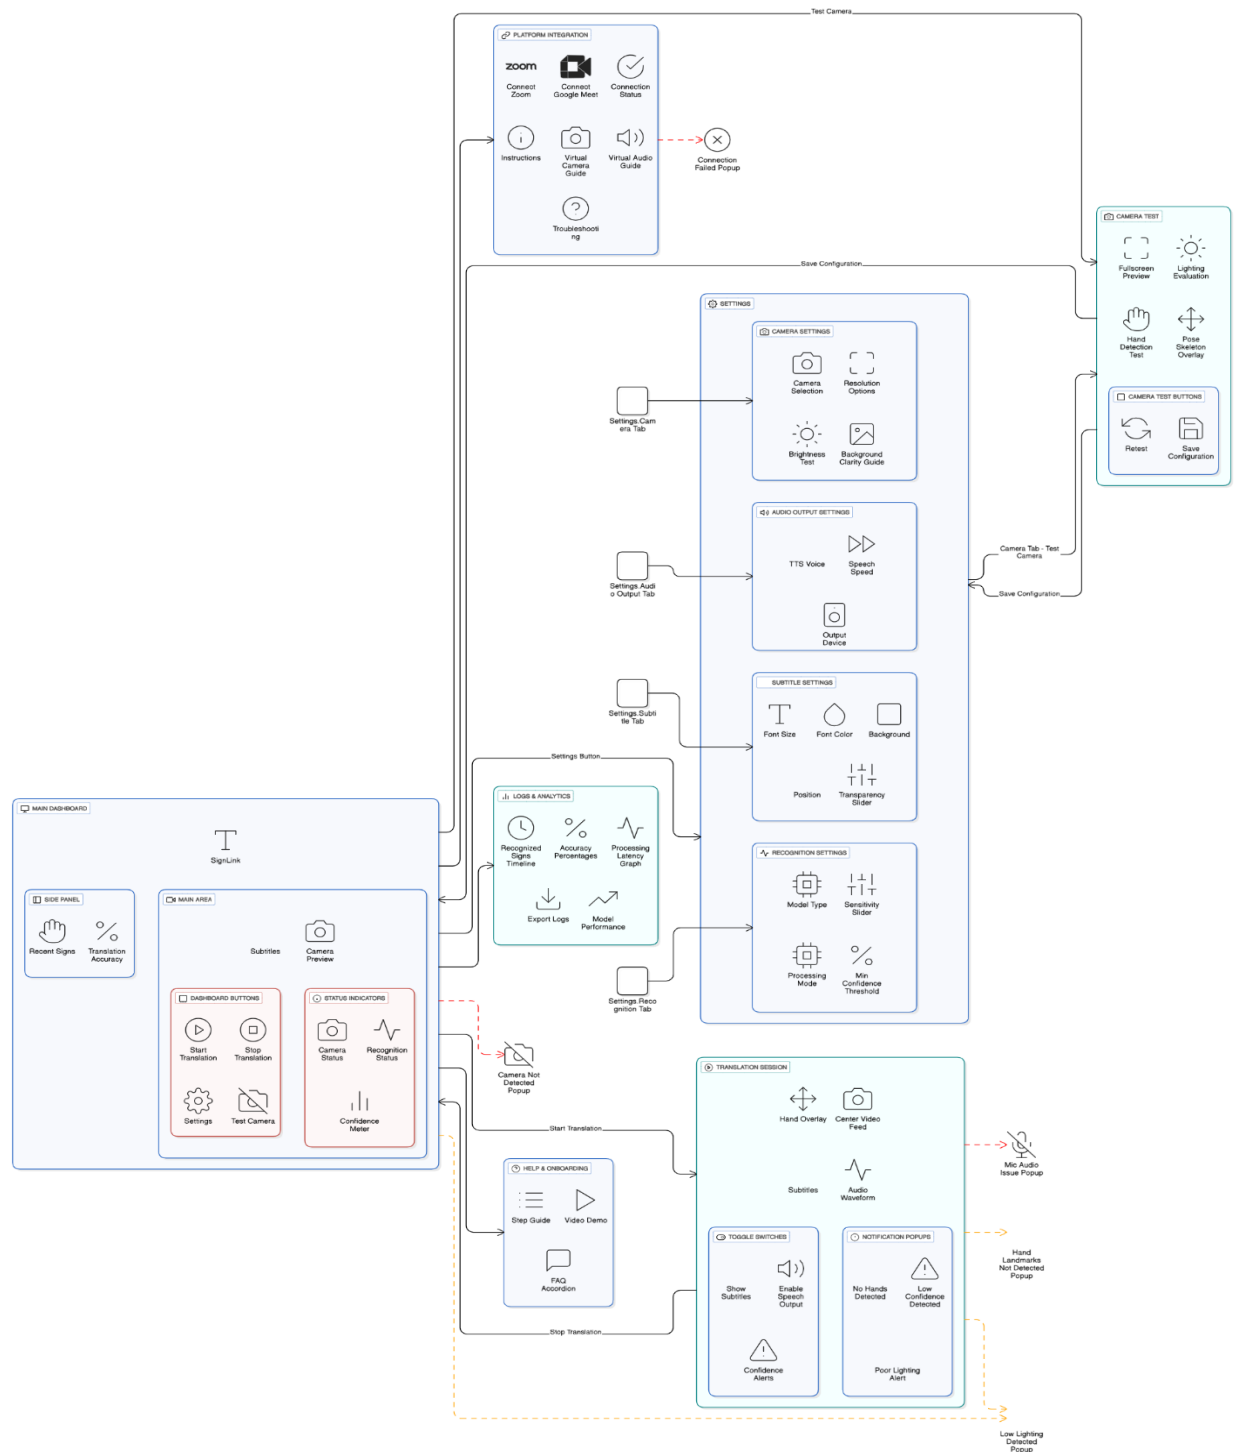 Test Camera
PLATFORM INTEGRATION
zoom
Connect
Zoom
Connect
Google Meet
Connection
Status
Instructions
Virtual
Camera
Guide
Virtual Audio
Guide
Connection
Failed Popup
Troubleshooti
ng
CAMERA TEST
Fullscreen
Preview
Lighting
Evaluation
Hand
Detection
Test
Pose
Skeleton
Overlay
CAMERA TEST BUTTONS
Retest
Save
Configuration
Save Configuration
SETTINGS
CAMERA SETTINGS
Camera
Selection
Resolution
Options
Brightness
Test
Background
Clarity Guide
Settings.Cam
era Tab
AUDIO OUTPUT SETTINGS
TTS Voice
Speech
Speed
Output
Device
Settings.Audi
o Output Tab
Camera Tab - Test
Camera
Save Configuration
SUBTITLE SETTINGS
Font Size
Font Color
Background
Position
Transparency
Slider
Settings.Subti
tle Tab
Settings Button
RECOGNITION SETTINGS
Model Type
Sensitivity
Slider
Processing
Mode
Min
Confidence
Threshold
Settings.Reco
gnition Tab
LOGS & ANALYTICS
Recognized
Signs
Timeline
Accuracy
Percentages
Processing
Latency
Graph
Export Logs
Model
Performance
MAIN DASHBOARD
SignLink
SIDE PANEL
Recent Signs
Translation
Accuracy
MAIN AREA
Subtitles
Camera
Preview
DASHBOARD BUTTONS
Start
Translation
Stop
Translation
Settings
Test Camera
STATUS INDICATORS
Camera
Status
Recognition
Status
Confidence
Meter
Camera Not
Detected
Popup
Start Translation
HELP & ONBOARDING
Step Guide
Video Demo
FAQ
Accordion
Stop Translation
TRANSLATION SESSION
Hand Overlay
Center Video
Feed
Subtitles
Audio
Waveform
TOGGLE SWITCHES
Show
Subtitles
Enable
Speech
Output
Confidence
Alerts
NOTIFICATION POPUPS
No Hands
Detected
Low
Confidence
Detected
Poor Lighting
Alert
Mic Audio
Issue Popup
Hand
Landmarks
Not Detected
Popup
Low Lighting
Detected
Popup